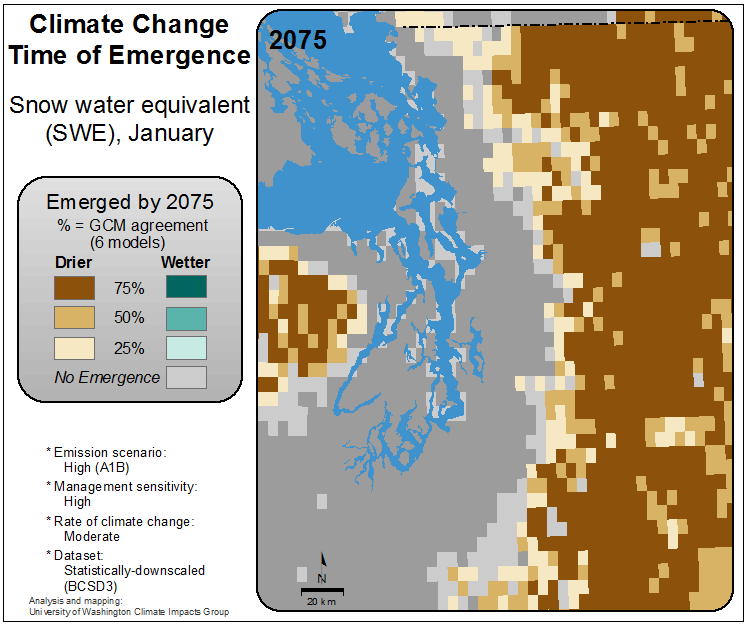 Climate Change
Time of Emergence
Snow water equivalent
(SWE), January
Emerged by 2075
% = GCM agreement
(6 models)
Drier Wetter
75%
50%
25%
No Emergence
* Emission scenario:
High (A1B)
* Management sensitivity:
High
* Rate of climate change:
Moderate
* Dataset:
Statistically-downscaled
(BCSD3)
Analysis and mapping:
University of Washington Climate Impacts Group
2075
N
20 km